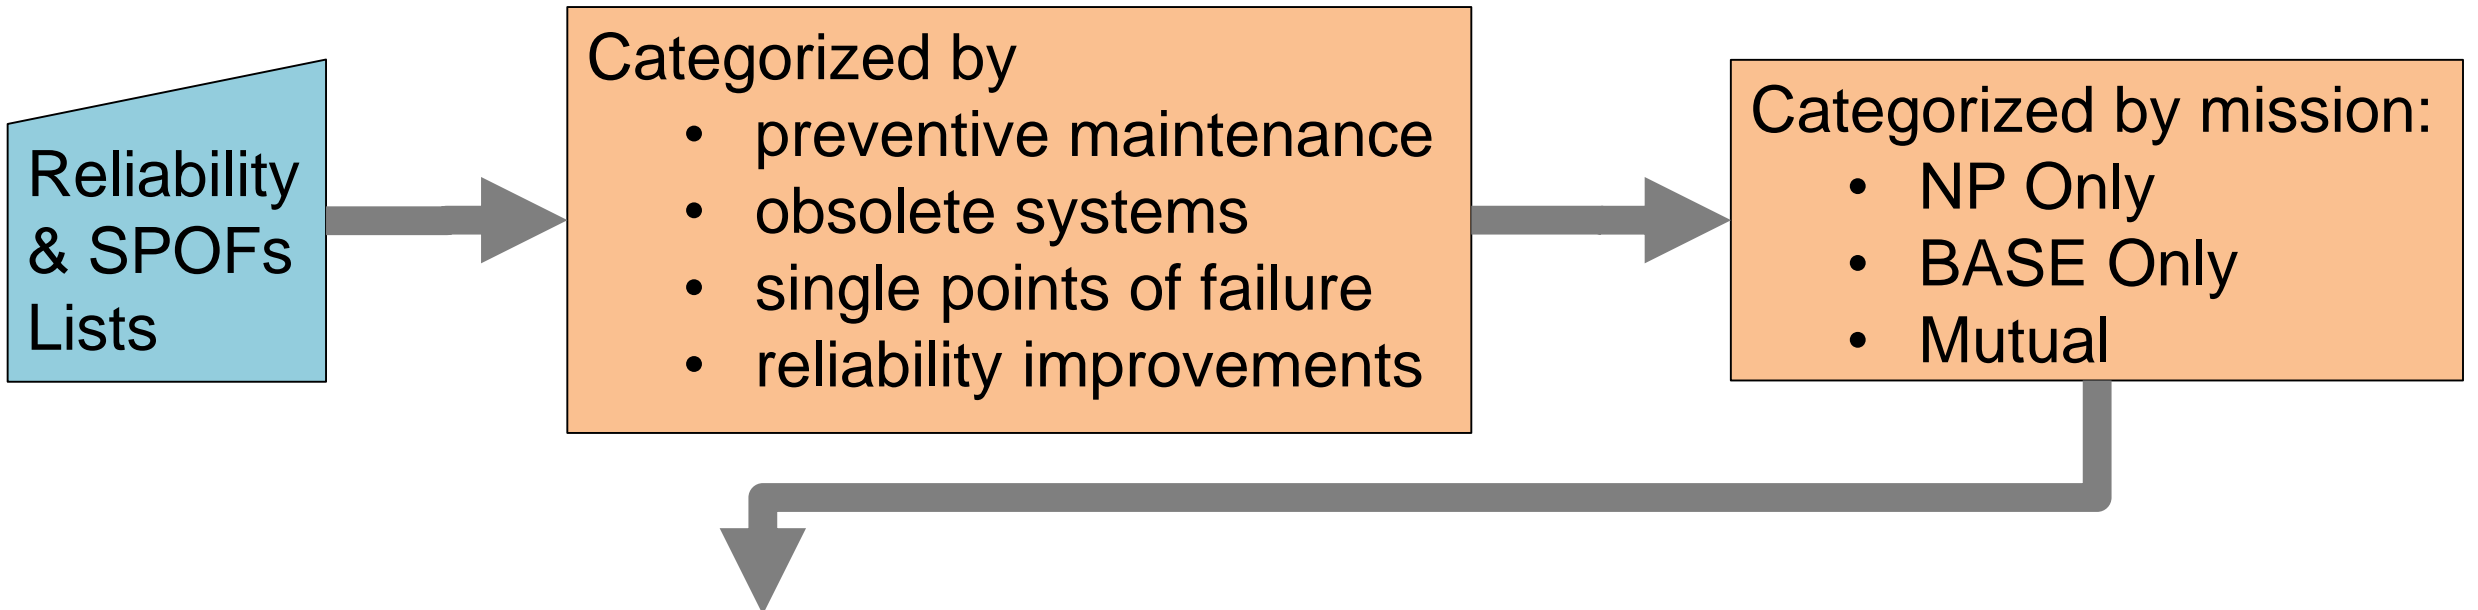 Reliability
& SPOFs
Lists
Categorized by
• preventive maintenance
• obsolete systems
• single points of failure
• reliability improvements
Categorized by mission:
• NP Only
• BASE Only
• Mutual